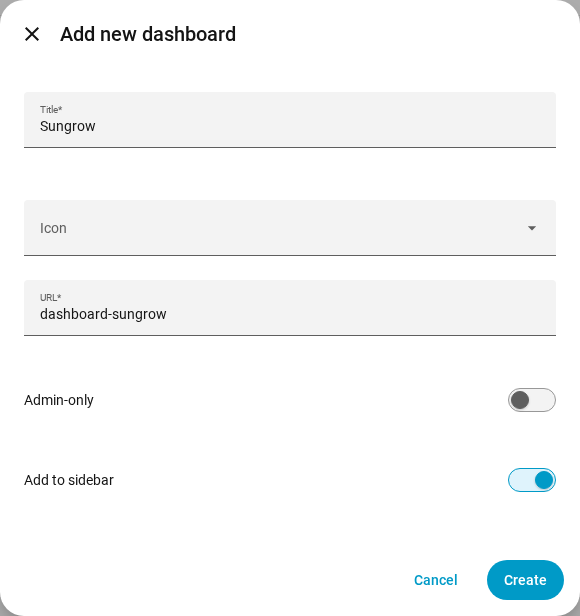 Add new dashboard
Title*
Sungrow
Icon
URL*
dashboard-sungrow
Admin-only
Add to sidebar
Cancel
Create